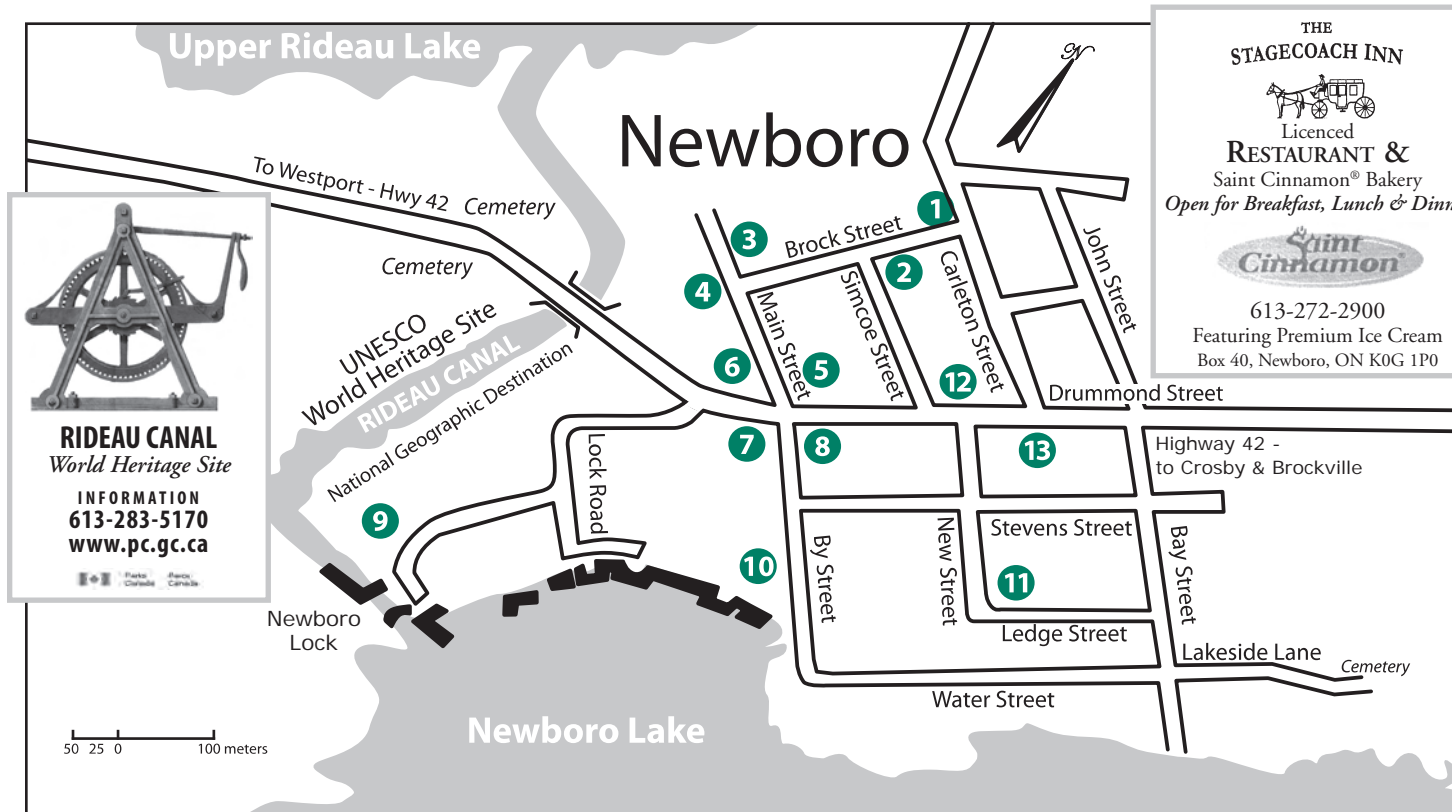 Upper Rideau Lake
N
Newboro
To Westport - Hwy 42
Cemetery
Cemetery
UNESCO
World Heritage Site
RIDEAU CANAL
National Geographic Destination
Lock Road
Newboro
Lock
Newboro Lake
50 25 0 100 meters
Brock Street
Main Street
Simcoe Street
Carleton Street
John Street
Drummond Street
Highway 42 -
to Crosby & Brockville
Stevens Street
By Street
New Street
Bay Street
Ledge Street
Lakeside Lane
Cemetery
Water Street
1
2
3
4
5
6
7
8
9
10
11
12
13
RIDEAU CANAL
World Heritage Site
INFORMATION
613-283-5170
www.pc.gc.ca
Parks Parcs
Canada Canada
THE
STAGECOACH INN
Licenced
RESTAURANT &
Saint Cinnamon® Bakery
Open for Breakfast, Lunch & Dinn
Saint
Cinnamon®
613-272-2900
Featuring Premium Ice Cream
Box 40, Newboro, ON K0G 1P0